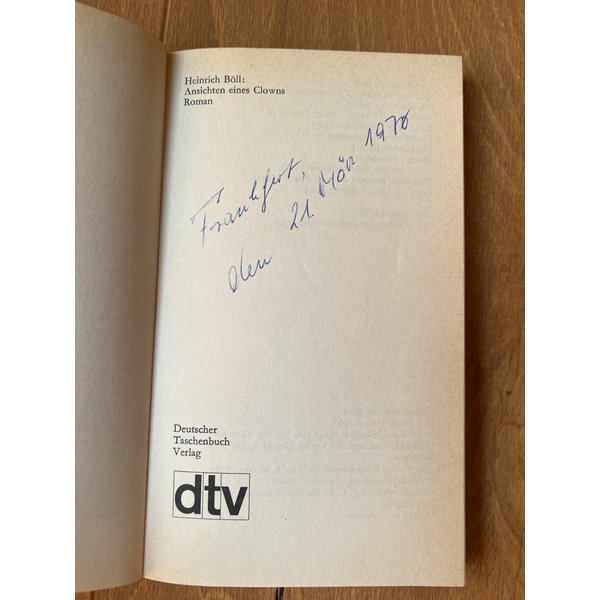 Heinrich Böll:
Ansichten eines Clowns
Roman
Frankfurt,
den 21. März 1970
Deutscher
Taschenbuch
Verlag
dtv